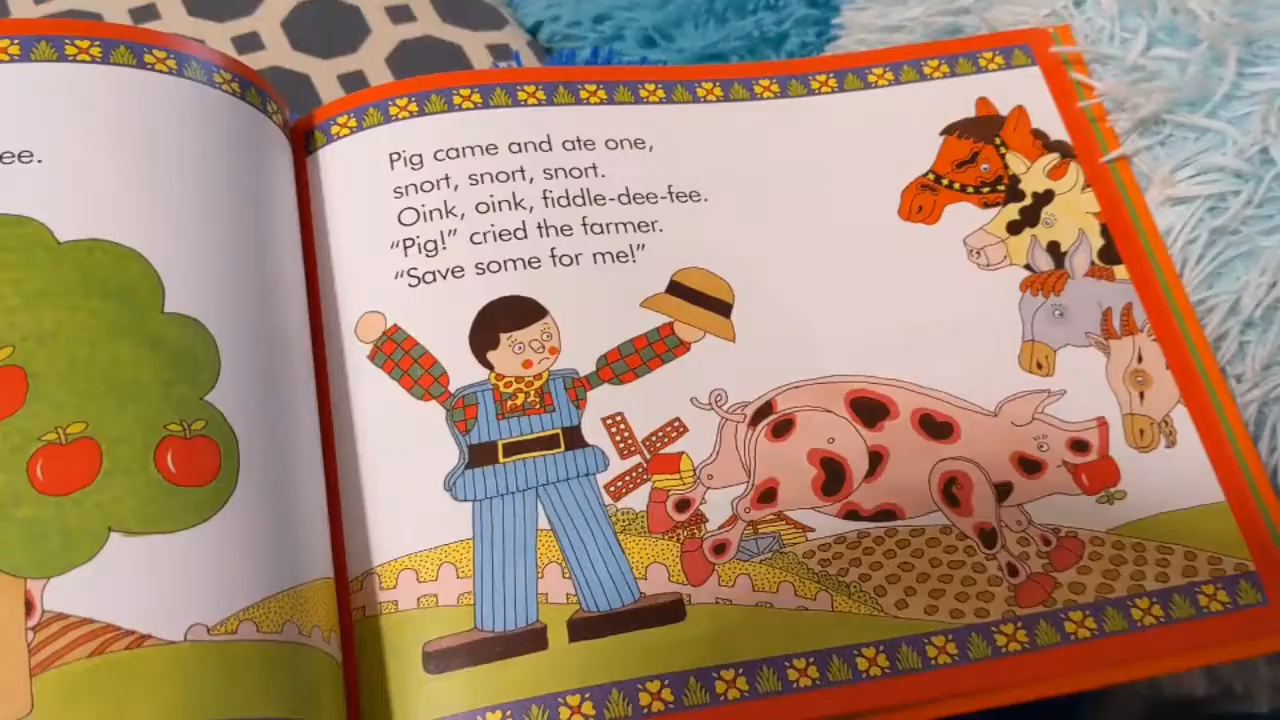 ee.
Pig came and ate one,
snort, snort, snort.
Oink, oink, fiddle-dee-fee.
“Pig!” cried the farmer.
“Save some for me!”